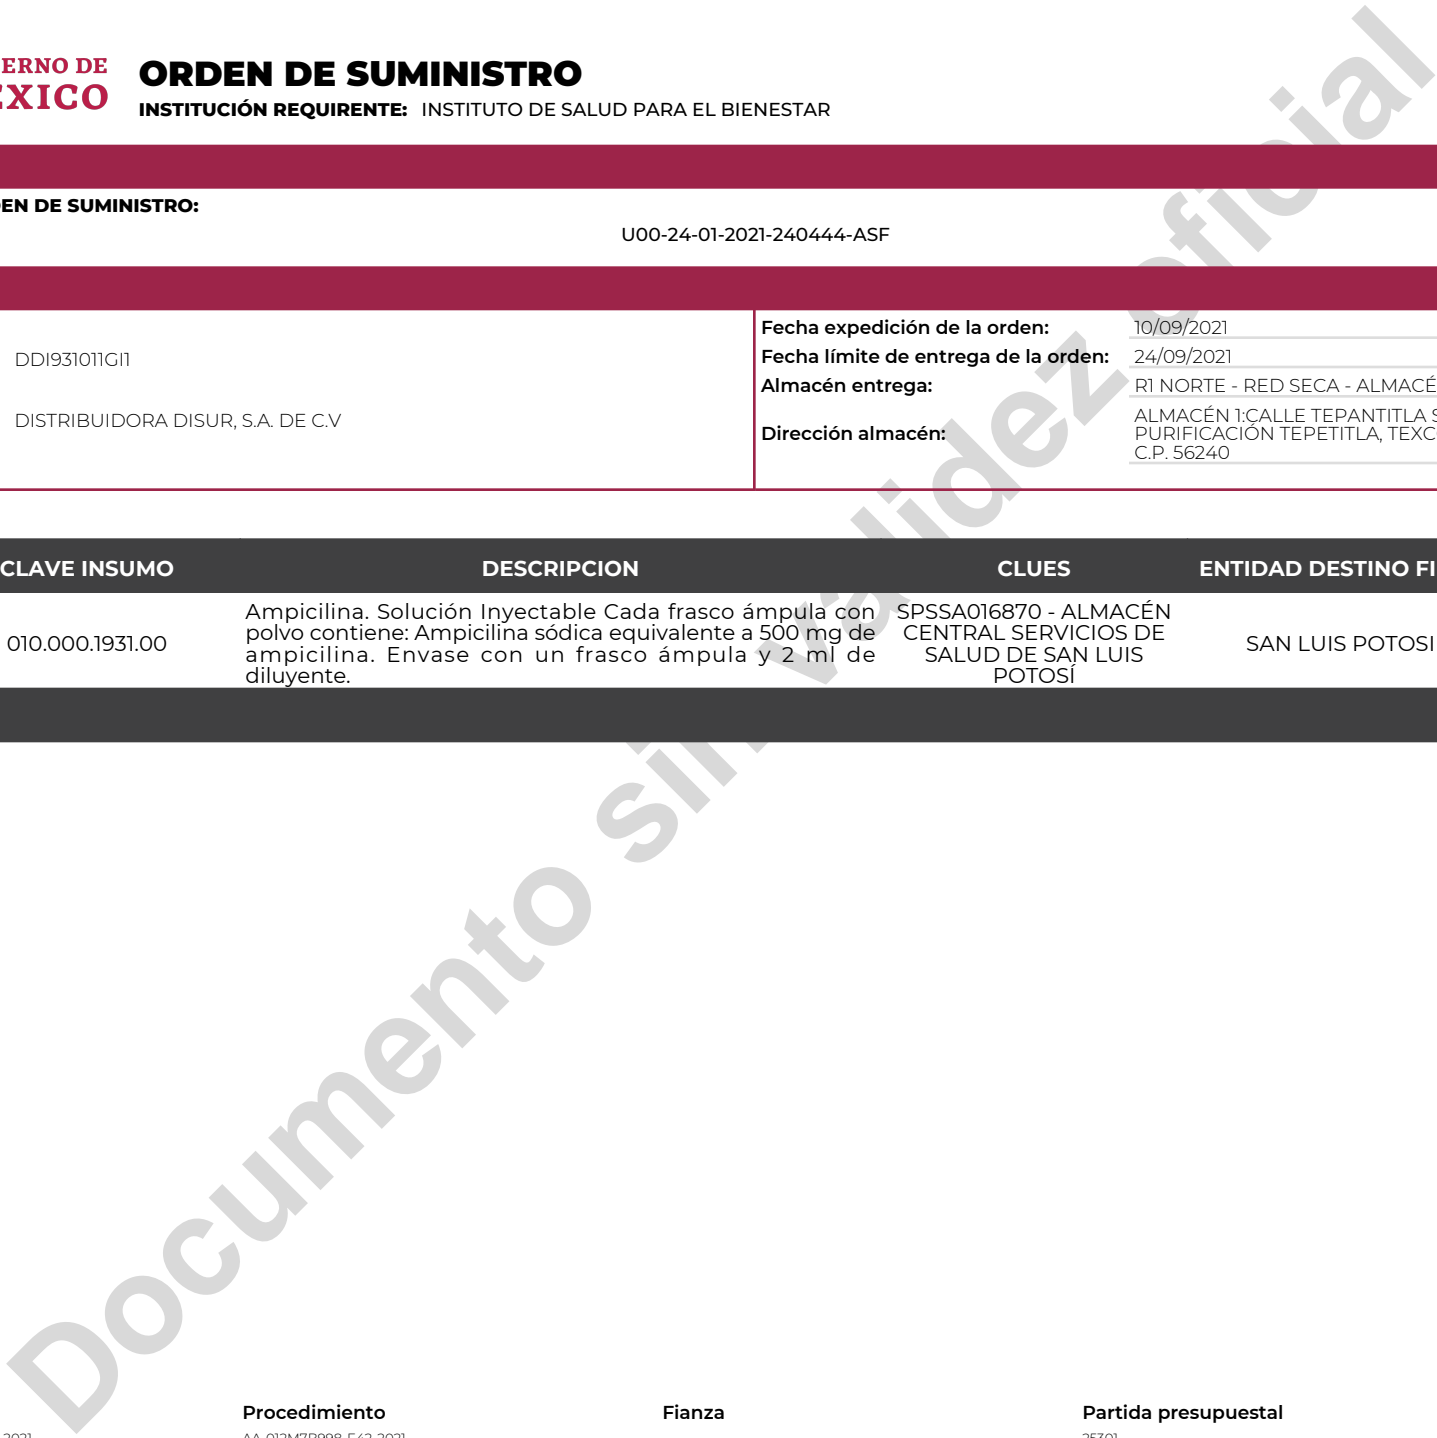 ERNO DE
ORDEN DE SUMINISTRO
INSTITUCIÓN REQUIRENTE: INSTITUTO DE SALUD PARA EL BIENESTAR
EN DE SUMINISTRO:
U00-24-01-2021-240444-ASF
DDI931011GI1
DISTRIBUIDORA DISUR, S.A. DE C.V
Fecha expedición de la orden: 10/09/2021
Fecha límite de entrega de la orden: 24/09/2021
Almacén entrega: R1 NORTE - RED SECA - ALMACÉ
Dirección almacén:
ALMACÉN 1:CALLE TEPANTITLA S
PURIFICACIÓN TEPETITLA, TEXC
C.P. 56240
CLAVE INSUMO DESCRIPCION CLUES ENTIDAD DESTINO FI
010.000.1931.00
Ampicilina. Solución Inyectable Cada frasco ámpula con
polvo contiene: Ampicilina sódica equivalente a 500 mg de
ampicilina. Envase con un frasco ámpula y 2 ml de
diluyente.
SPSSA016870 - ALMACÉN
CENTRAL SERVICIOS DE
SALUD DE SAN LUIS
POTOSÍ
SAN LUIS POTOSI
Documento sin validez oficial
Procedimiento Fianza Partida presupuestal